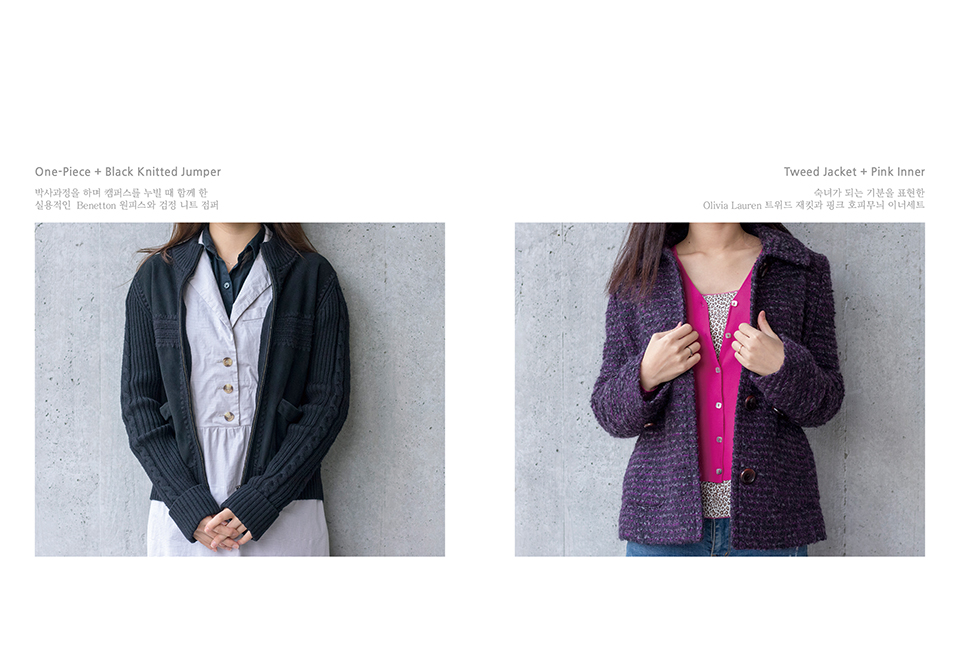 One-Piece + Black Knitted Jumper
박사과정을 하며 캠퍼스를 누빌 때 함께 한
실용적인 Benetton 원피스와 검정 니트 점퍼
Tweed Jacket + Pink Inner
숙녀가 되는 기분을 표현한
Olivia Lauren 트위드 재킷과 핑크 호피무늬 이너세트